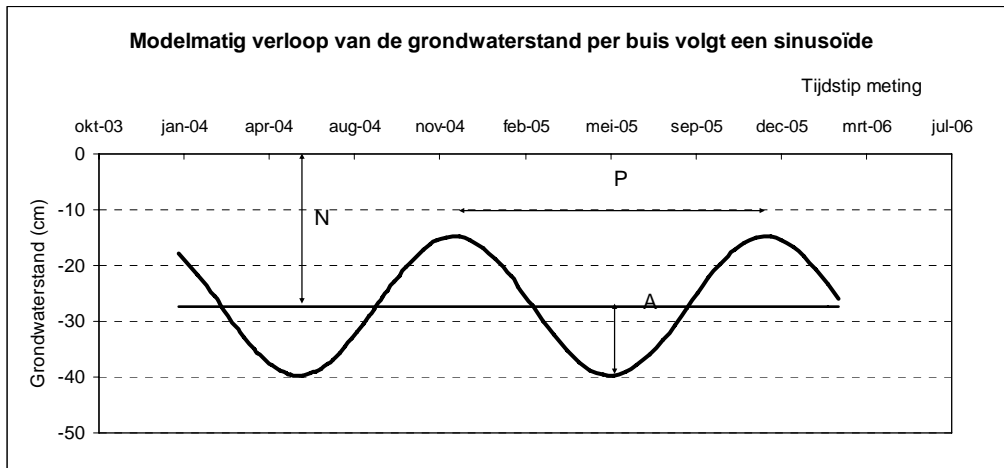 Modelmatig verloop van de grondwaterstand per buis volgt een sinusoïde
Tijdstip meting
okt-03 jan-04 apr-04 aug-04 nov-04 feb-05 mei-05 sep-05 dec-05 mrt-06 jul-06
0
-10
-20
-30
-40
-50
Grondwaterstand (cm)
N
P
A